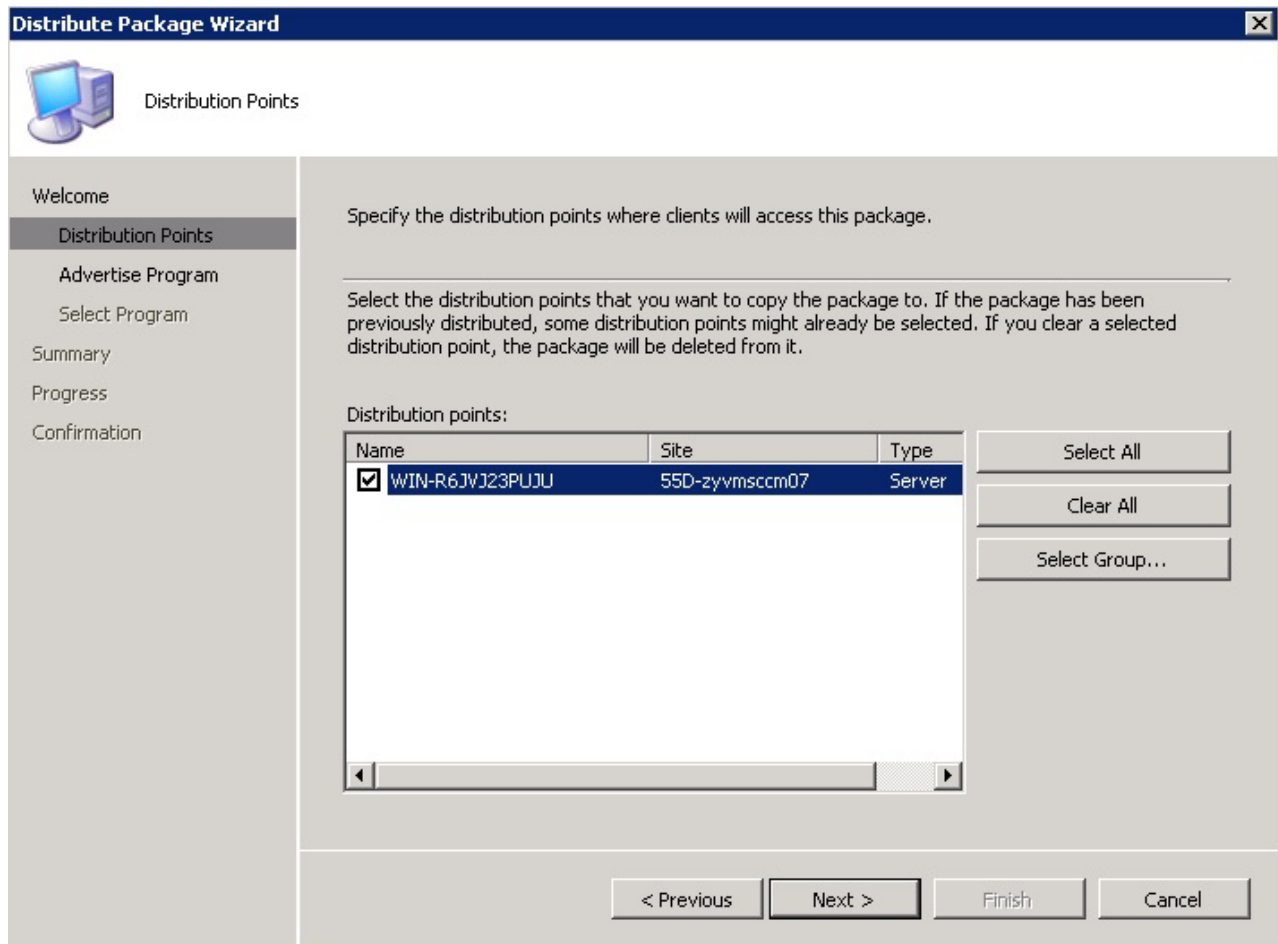 Distribute Package Wizard
Distribution Points
Welcome
Distribution Points
Advertise Program
Select Program
Summary
Progress
Confirmation
Specify the distribution points where clients will access this package.
Select the distribution points that you want to copy the package to. If the package has been
previously distributed, some distribution points might already be selected. If you clear a selected
distribution point, the package will be deleted from it.
Distribution points:
Name Site Type
WIN-R6JVJ23PUJU 55D-zyvmsccm07 Server
Select All
Clear All
Select Group...
< Previous Next > Finish Cancel